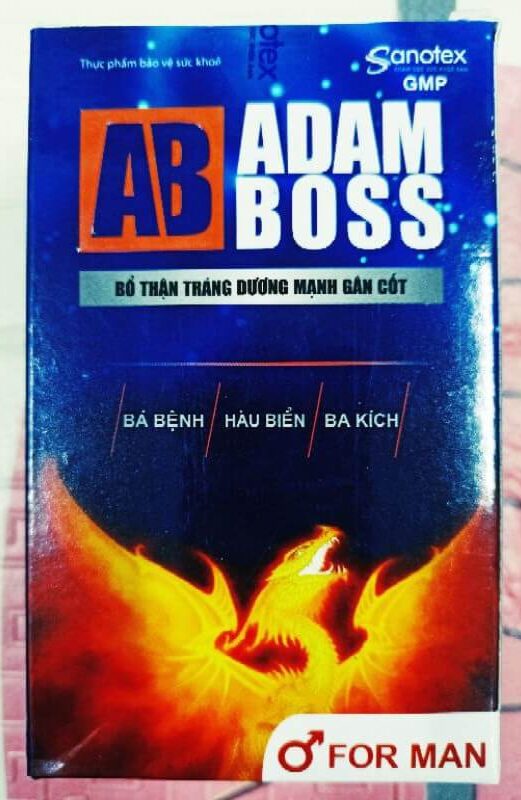 Thực phẩm bảo vệ sức khoẻ
Sanotex
GMP
AB
ADAM
BOSS
BỔ THẬN TRÁNG DƯƠNG MẠNH GÂN CỐT
BÁ BỆNH
HÀU BIỂN
BA KÍCH
FOR MAN